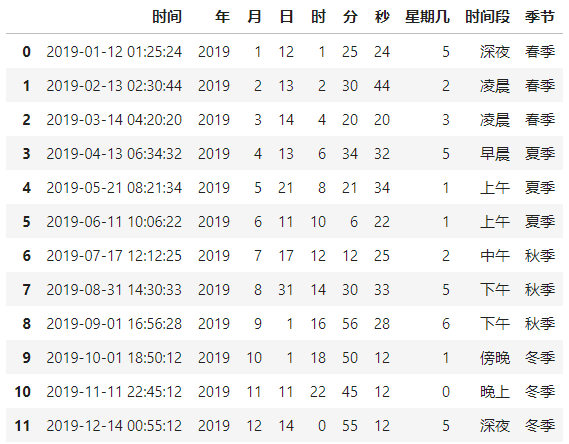 时间 年 月 日 时 分 秒 星期几 时间段 季节
0 2019-01-12 01:25:24 2019 1 12 1 25 24 5 深夜 春季
1 2019-02-13 02:30:44 2019 2 13 2 30 44 2 凌晨 春季
2 2019-03-14 04:20:20 2019 3 14 4 20 20 3 凌晨 春季
3 2019-04-13 06:34:32 2019 4 13 6 34 32 5 早晨 夏季
4 2019-05-21 08:21:34 2019 5 21 8 21 34 1 上午 夏季
5 2019-06-11 10:06:22 2019 6 11 10 6 22 1 上午 夏季
6 2019-07-17 12:12:25 2019 7 17 12 12 25 2 中午 秋季
7 2019-08-31 14:30:33 2019 8 31 14 30 33 5 下午 秋季
8 2019-09-01 16:56:28 2019 9 1 16 56 28 6 下午 秋季
9 2019-10-01 18:50:12 2019 10 1 18 50 12 1 傍晚 冬季
10 2019-11-11 22:45:12 2019 11 11 22 45 12 0 晚上 冬季
11 2019-12-14 00:55:12 2019 12 14 0 55 12 5 深夜 冬季